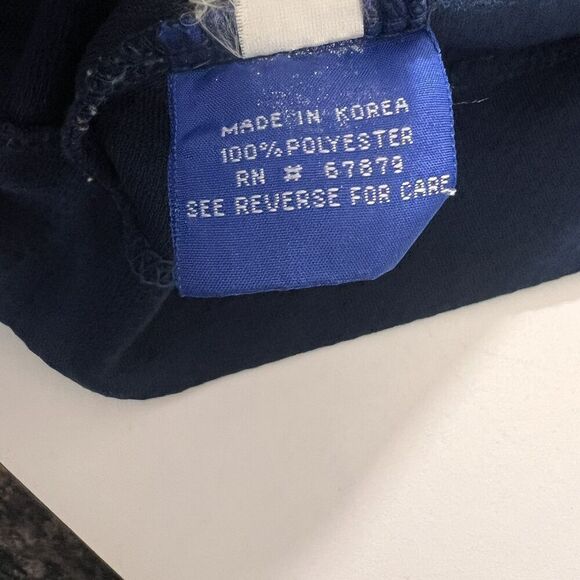 MADE IN KOREA
100% POLYESTER
RN # 67879
SEE REVERSE FOR CARE